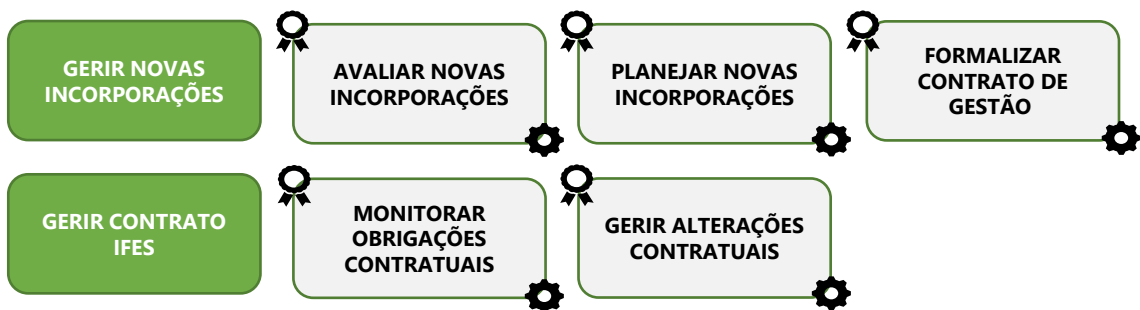 GERIR NOVAS
INCORPORAÇÕES
AVALIAR NOVAS
INCORPORAÇÕES
PLANEJAR NOVAS
INCORPORAÇÕES
FORMALIZAR
CONTRATO DE
GESTÃO
GERIR CONTRATO
IFES
MONITORAR
OBRIGAÇÕES
CONTRATUAIS
GERIR ALTERAÇÕES
CONTRATUAIS